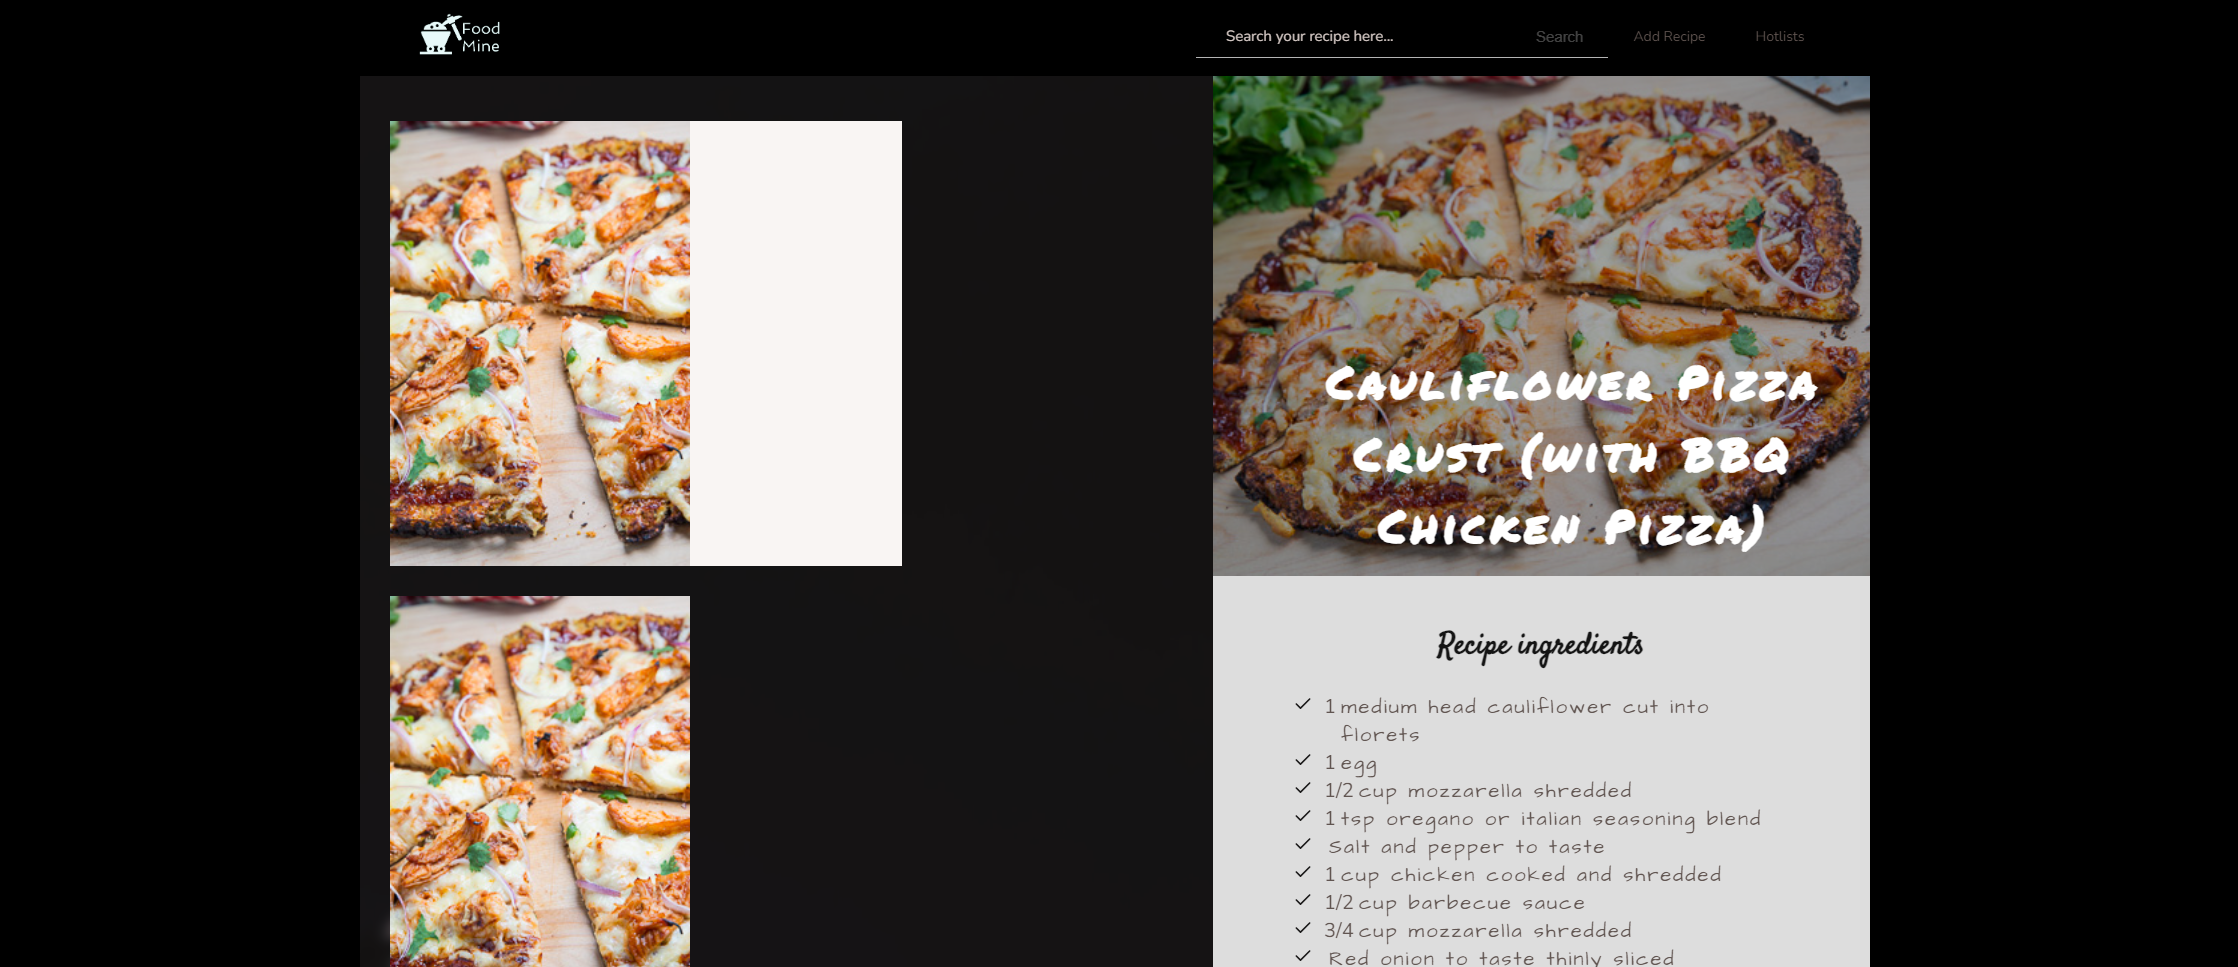 Food
Mine
Search your recipe here...
Search
Add Recipe
Hotlists
Cauliflower Pizza
Crust (with BBQ
Chicken Pizza)
Recipe ingredients
1 medium head cauliflower cut into
florets
1 egg
1/2 cup mozzarella shredded
1 tsp oregano or italian seasoning blend
Salt and pepper to taste
1 cup chicken cooked and shredded
1/2 cup barbecue sauce
3/4 cup mozzarella shredded
Red onion to taste thinly sliced